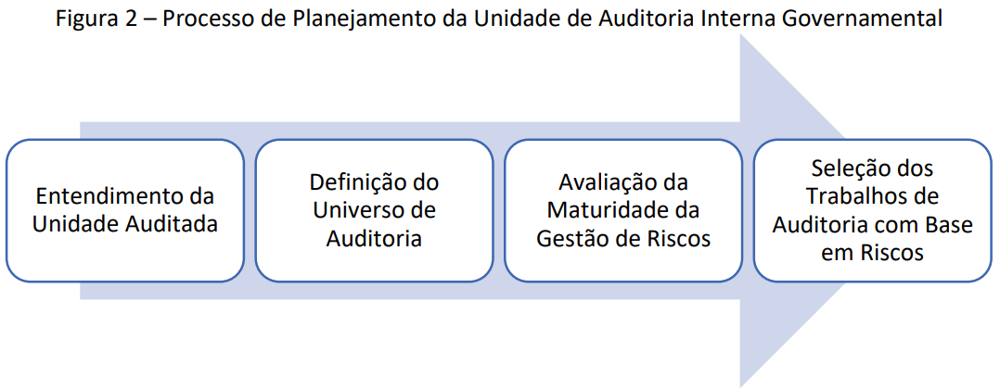 Figura 2 – Processo de Planejamento da Unidade de Auditoria Interna Governamental
Entendimento da
Unidade Auditada
Definição do
Universo de
Auditoria
Avaliação da
Maturidade da
Gestão de Riscos
Seleção dos
Trabalhos de
Auditoria com Base
em Riscos